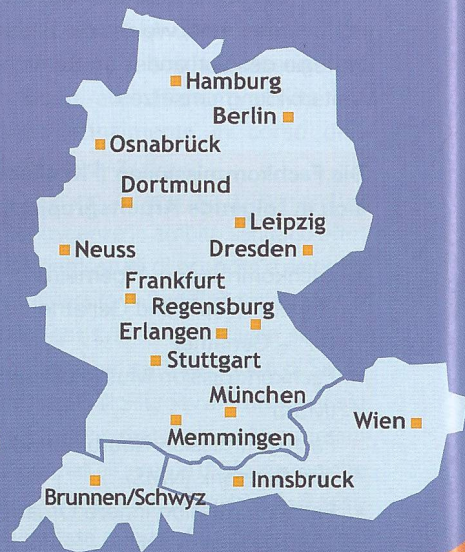 Hamburg
Berlin
Osnabrück
Dortmund
Leipzig
Neuss
Dresden
Frankfurt
Regensburg
Erlangen
Stuttgart
München
Wien
Memmingen
Innsbruck
Brunnen/Schwyz